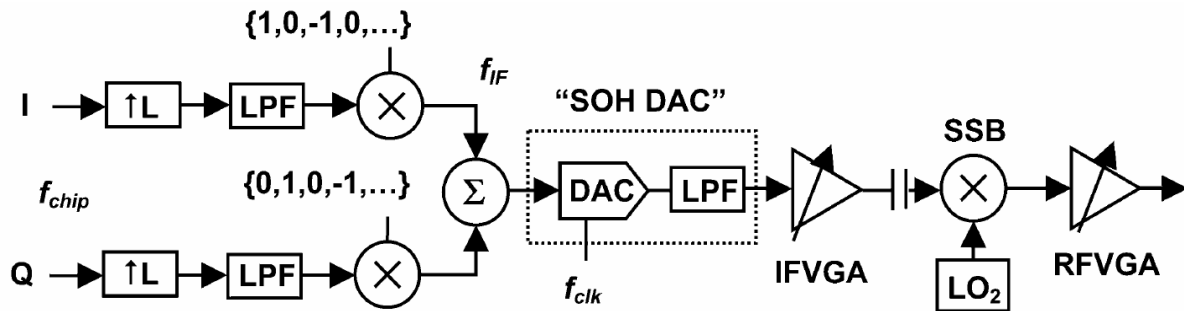 {1,0,-1,0,…}
I
↑L
LPF
×
f_IF
"SOH DAC"
SSB
f_chip
{0,1,0,-1,…}
Σ
DAC
LPF
×
Q
↑L
LPF
×
f_clk
IFVGA
LO₂
RFVGA